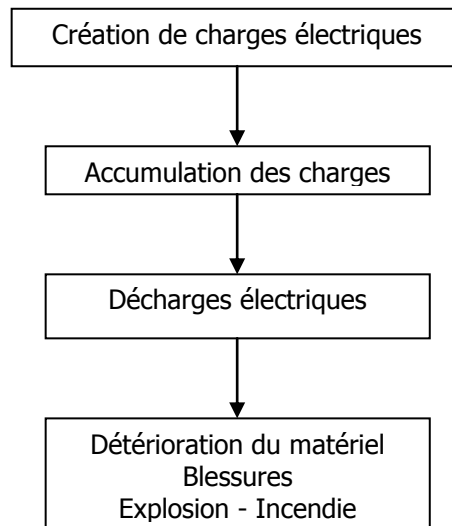 Création de charges électriques
Accumulation des charges
Décharges électriques
Détérioration du matériel
Blessures
Explosion - Incendie